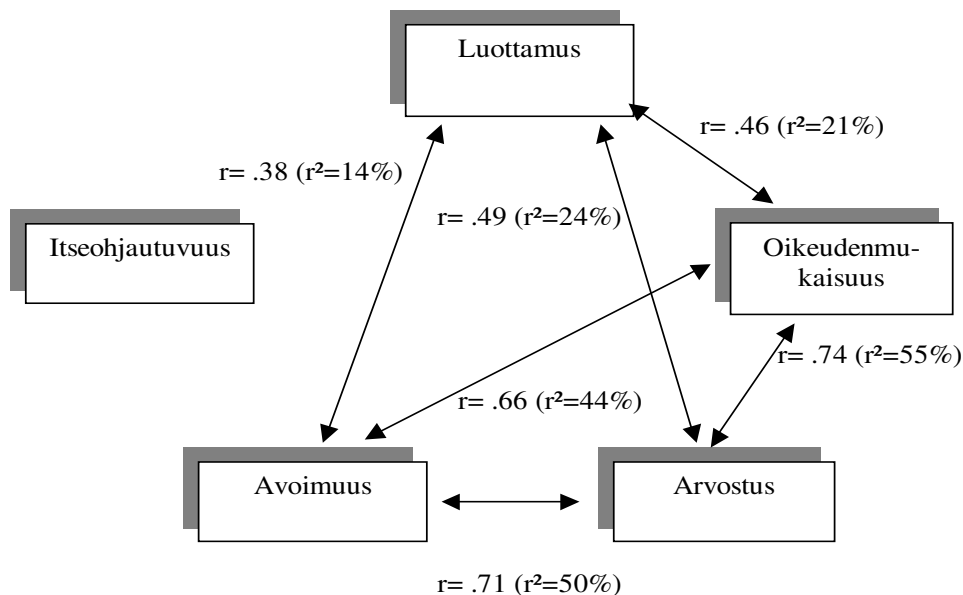 Luottamus
r= .46 (r²=21%)
r= .38 (r²=14%)
r= .49 (r²=24%)
Itseohjautuvuus
Oikeudenmu-
kaisuus
r= .74 (r²=55%)
r= .66 (r²=44%)
Avoimuus
Arvostus
r= .71 (r²=50%)